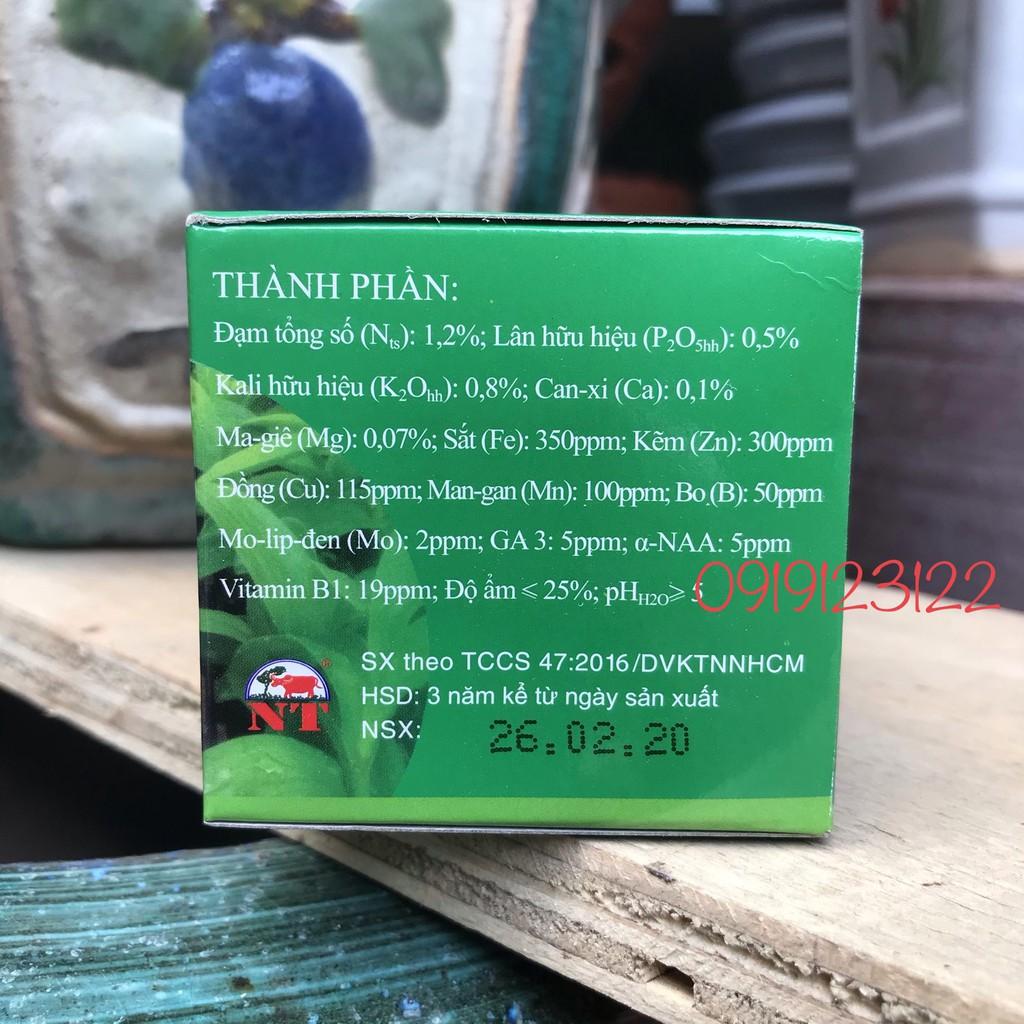 THÀNH PHẦN:
Đạm tổng số (Nts): 1,2%; Lân hữu hiệu (P2O5hh): 0,5%
Kali hữu hiệu (K2Ohh): 0,8%; Can-xi (Ca): 0,1%
Ma-giê (Mg): 0,07%; Sắt (Fe): 350ppm; Kẽm (Zn): 300ppm
Đồng (Cu): 115ppm; Man-gan (Mn): 100ppm; Bo (B): 50ppm
Mo-lip-đen (Mo): 2ppm; GA 3: 5ppm; α-NAA: 5ppm
Vitamin B1: 19ppm; Độ ẩm ≤ 25%; pHH2O≥ 5
0919123122
SX theo TCCS 47:2016/DVKTNNHCM
HSD: 3 năm kể từ ngày sản xuất
NSX: 26.02.20
NT ®